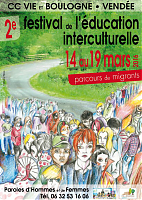 CC VIE et BOULOGNE • VENDÉE
2e festival de l'éducation
interculturelle
14 au 19 mars
parcours de migrants
Paroles d'Hommes et de Femmes
Tél. 06 32 53 16 06